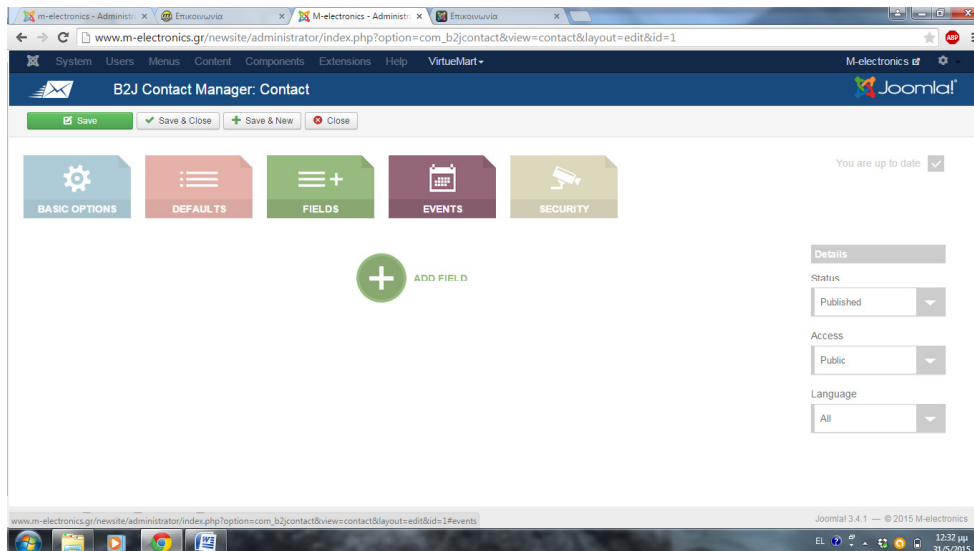 m-electronics - Administr
Επικοινωνία
M-electronics - Administr
Επικοινωνία
www.m-electronics.gr/newsite/administrator/index.php?option=com_b2jcontact&view=contact&layout=edit&id=1
ABP
System Users Menus Content Components Extensions Help VirtueMart
M-electronics
B2J Contact Manager: Contact
Joomla!
Save
Save & Close
Save & New
Close
BASIC OPTIONS
DEFAULTS
FIELDS
EVENTS
SECURITY
You are up to date
ADD FIELD
Details
Status
Published
Access
Public
Language
All
www.m-electronics.gr/newsite/administrator/index.php?option=com_b2jcontact&view=contact&layout=edit&id=1#events
Joomla! 3.4.1 — © 2015 M-electronics
EL
12:32 μμ
31/5/2015